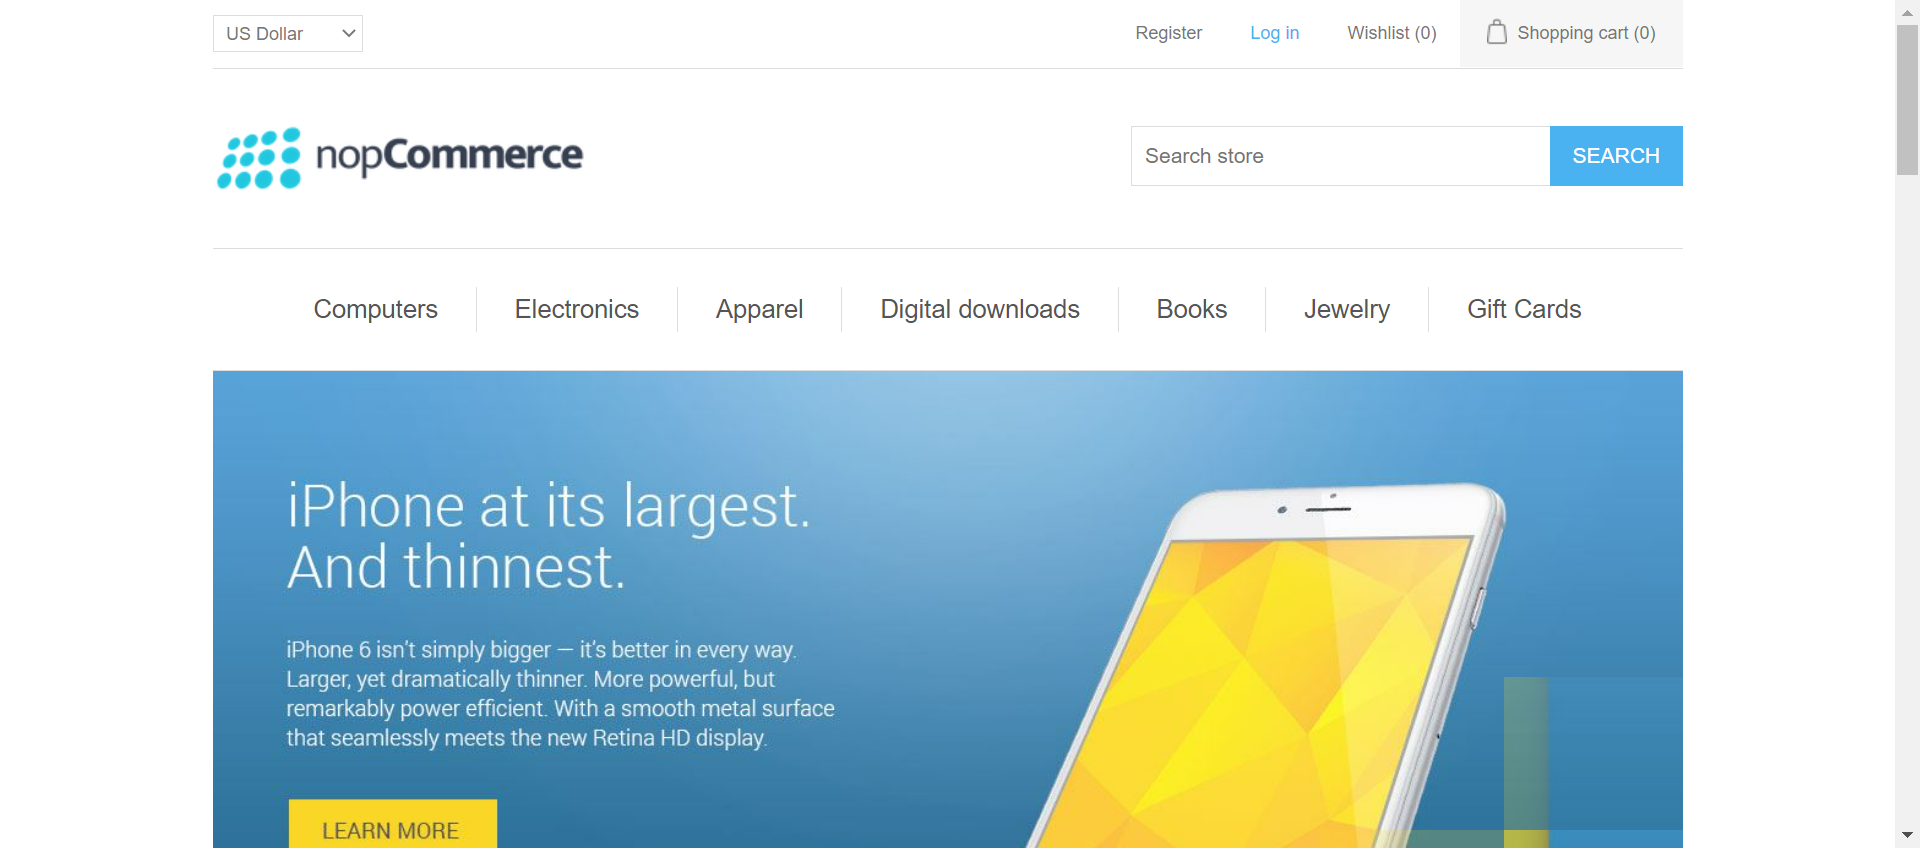 US Dollar
Register
Log in
Wishlist (0)
Shopping cart (0)
nopCommerce
Search store
SEARCH
Computers
Electronics
Apparel
Digital downloads
Books
Jewelry
Gift Cards
iPhone at its largest.
And thinnest.
iPhone 6 isn't simply bigger — it's better in every way.
Larger, yet dramatically thinner. More powerful, but
remarkably power efficient. With a smooth metal surface
that seamlessly meets the new Retina HD display.
LEARN MORE